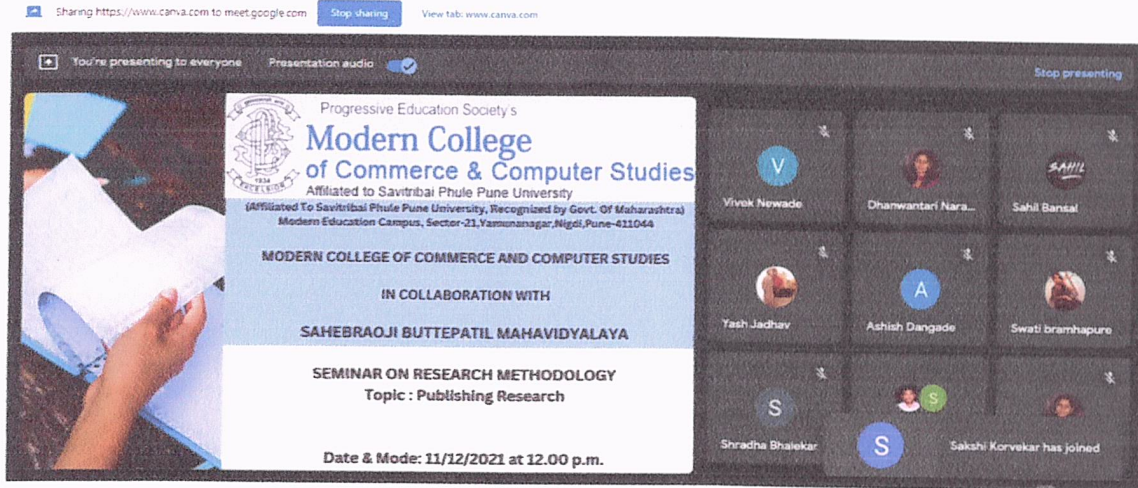 Sharing https://www.canva.com to meet.google.com
Stop sharing
View tab: www.canva.com
You're presenting to everyone
Presentation audio
Stop presenting
Progressive Education Society's
Modern College
of Commerce & Computer Studies
Affiliated to Savitribai Phule Pune University
1934
EXCELSIOR
(Affiliated To Savitribai Phule Pune University, Recognized by Govt. Of Maharashtra)
Modern Education Campus, Sector-21,Yamunanagar,Nigdi,Pune-411044
MODERN COLLEGE OF COMMERCE AND COMPUTER STUDIES
IN COLLABORATION WITH
SAHEBRAOJI BUTTEPATIL MAHAVIDYALAYA
SEMINAR ON RESEARCH METHODOLOGY
Topic : Publishing Research
Date & Mode: 11/12/2021 at 12.00 p.m.
V
Vivek Newade
Dhanwantari Nara...
SAHIL
Sahil Bansal
Yash Jadhav
A
Ashish Dangade
Swati bramhapure
S
Shradha Bhalekar
S
S
Sakshi Korvekar has joined